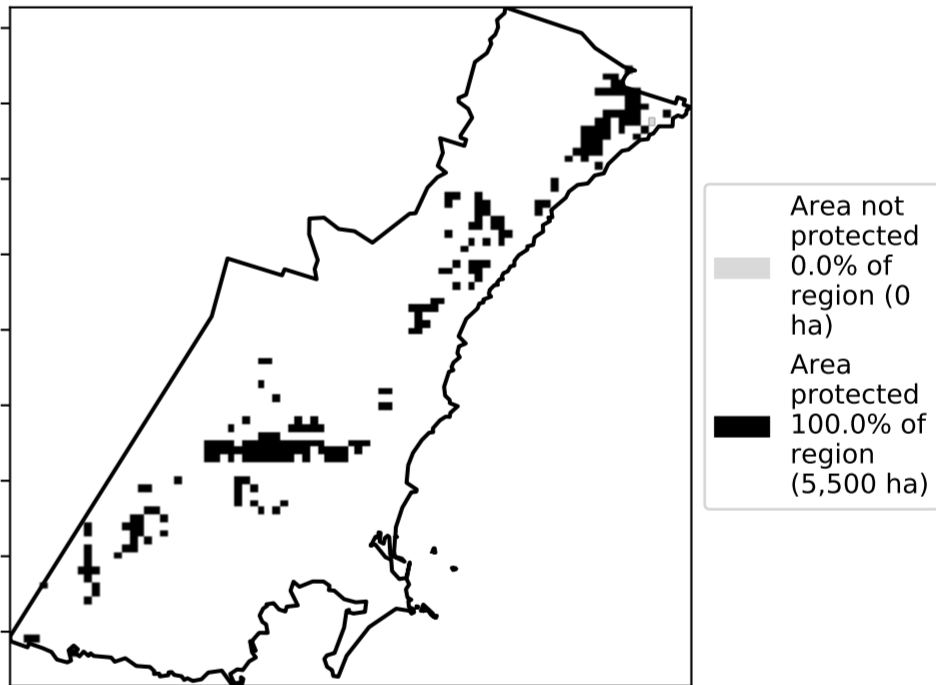 Area not
protected
0.0% of
region (0
ha)
Area
protected
100.0% of
region
(5,500 ha)